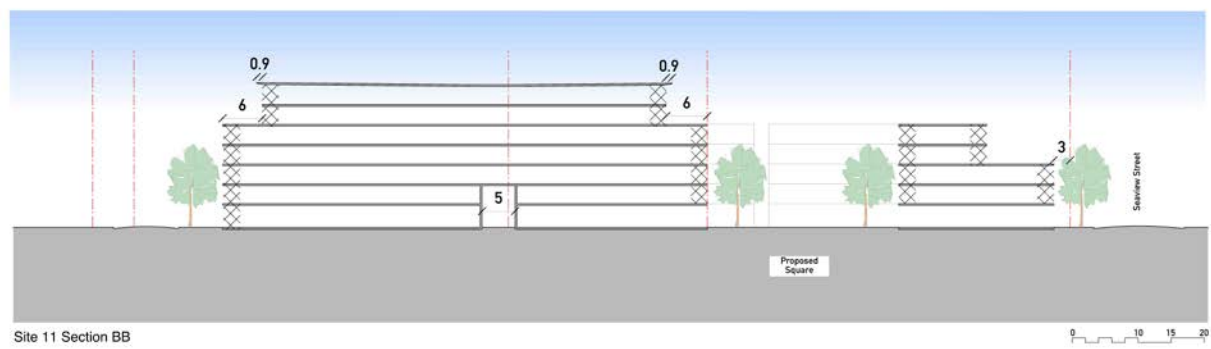 0.9
0.9
6
6
3
5
Seaview Street
Proposed
Square
Site 11 Section BB
0 10 15 20